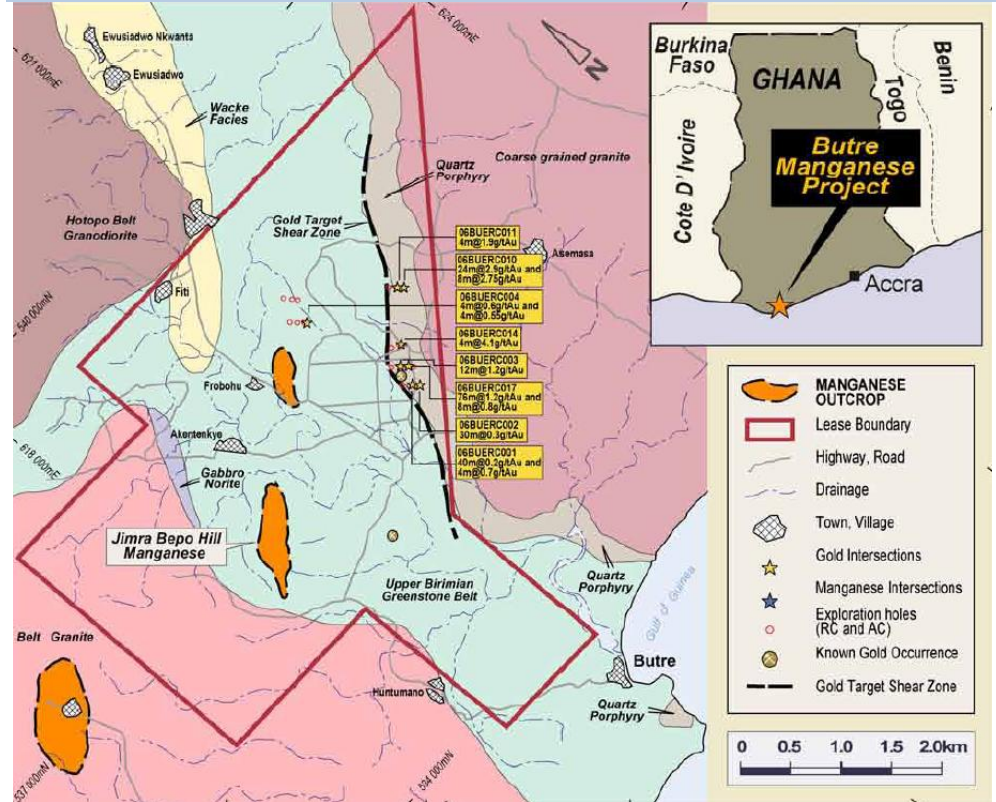 Ewusiadwo Nkwanta
Ewusiadwo
621 000mE
624 000mE
N
Wacke
Facies
Quartz
Porphyry
Coarse grained granite
Hotopo Belt
Granodiorite
Gold Target
Shear Zone
Fiti
540 000mN
06BUERC011
4m@1.9g/tAu
06BUERC010
24m@2.9g/tAu and
8m@2.75g/tAu
06BUERC004
4m@0.6g/tAu and
4m@0.55g/tAu
06BUERC014
4m@4.1g/tAu
06BUERC003
12m@1.2g/tAu
06BUERC017
76m@1.2g/tAu and
8m@0.8g/tAu
06BUERC002
30m@0.3g/tAu
06BUERC001
40m@0.2g/tAu and
4m@0.7g/tAu
Frobohu
Akentenkye
618 000mE
Gabbro
Norite
Jimra Bepo Hill
Manganese
Upper Birimian
Greenstone Belt
Quartz
Porphyry
Gulf of Guinea
Belt Granite
Butre
Huntumano
Quartz
Porphyry
537 000mN
534 000mN
Burkina
Faso
GHANA
Benin
Togo
Cote D' Ivoire
Butre
Manganese
Project
Accra
MANGANESE
OUTCROP
Lease Boundary
Highway, Road
Drainage
Town, Village
Gold Intersections
Manganese Intersections
Exploration holes
(RC and AC)
Known Gold Occurrence
Gold Target Shear Zone
0 0.5 1.0 1.5 2.0km